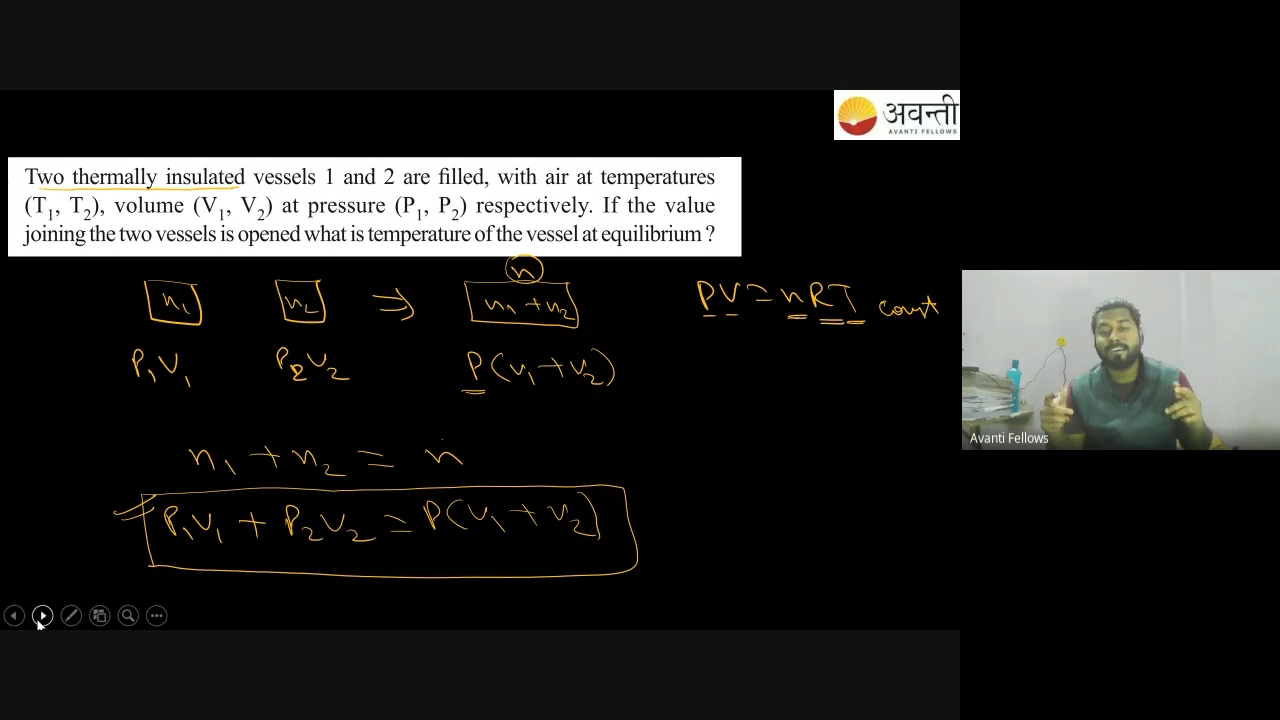 अवन्ती
AVANTI FELLOWS
Two thermally insulated vessels 1 and 2 are filled, with air at temperatures
(T₁, T₂), volume (V₁, V₂) at pressure (P₁, P₂) respectively. If the value
joining the two vessels is opened what is temperature of the vessel at equilibrium ?
n
n₁ n₂ ⇒ n₁ + n₂ PV = nRT const
P₁V₁ P₂V₂ P(V₁ + V₂)
n₁ + n₂ = n
P₁V₁ + P₂V₂ = P(V₁ + V₂)
Avanti Fellows